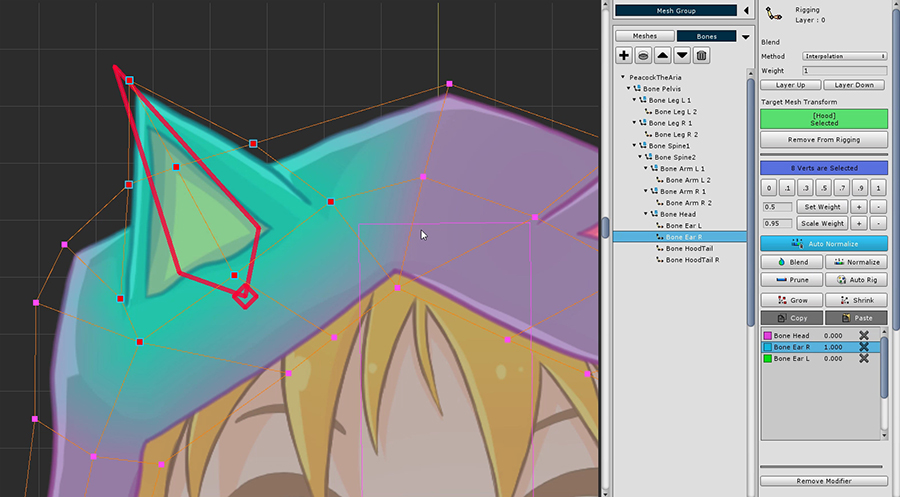 Mesh Group
Meshes
Bones
PeacockTheAria
Bone Pelvis
Bone Leg L 1
Bone Leg L 2
Bone Leg R 1
Bone Leg R 2
Bone Spine1
Bone Spine2
Bone Arm L 1
Bone Arm L 2
Bone Arm R 1
Bone Arm R 2
Bone Head
Bone Ear L
Bone Ear R
Bone HoodTail
Bone HoodTail R
Rigging
Layer : 0
Blend
Method Interpolation
Weight 1
Layer Up Layer Down
Target Mesh Transform
[Hood]
Selected
Remove From Rigging
8 Verts are Selected
0 .1 .3 .5 .7 .9 1
0.5 Set Weight + -
0.95 Scale Weight + -
Auto Normalize
Blend Normalize
Prune Auto Rig
Grow Shrink
Copy Paste
Bone Head 0.000
Bone Ear R 1.000
Bone Ear L 0.000
Remove Modifier